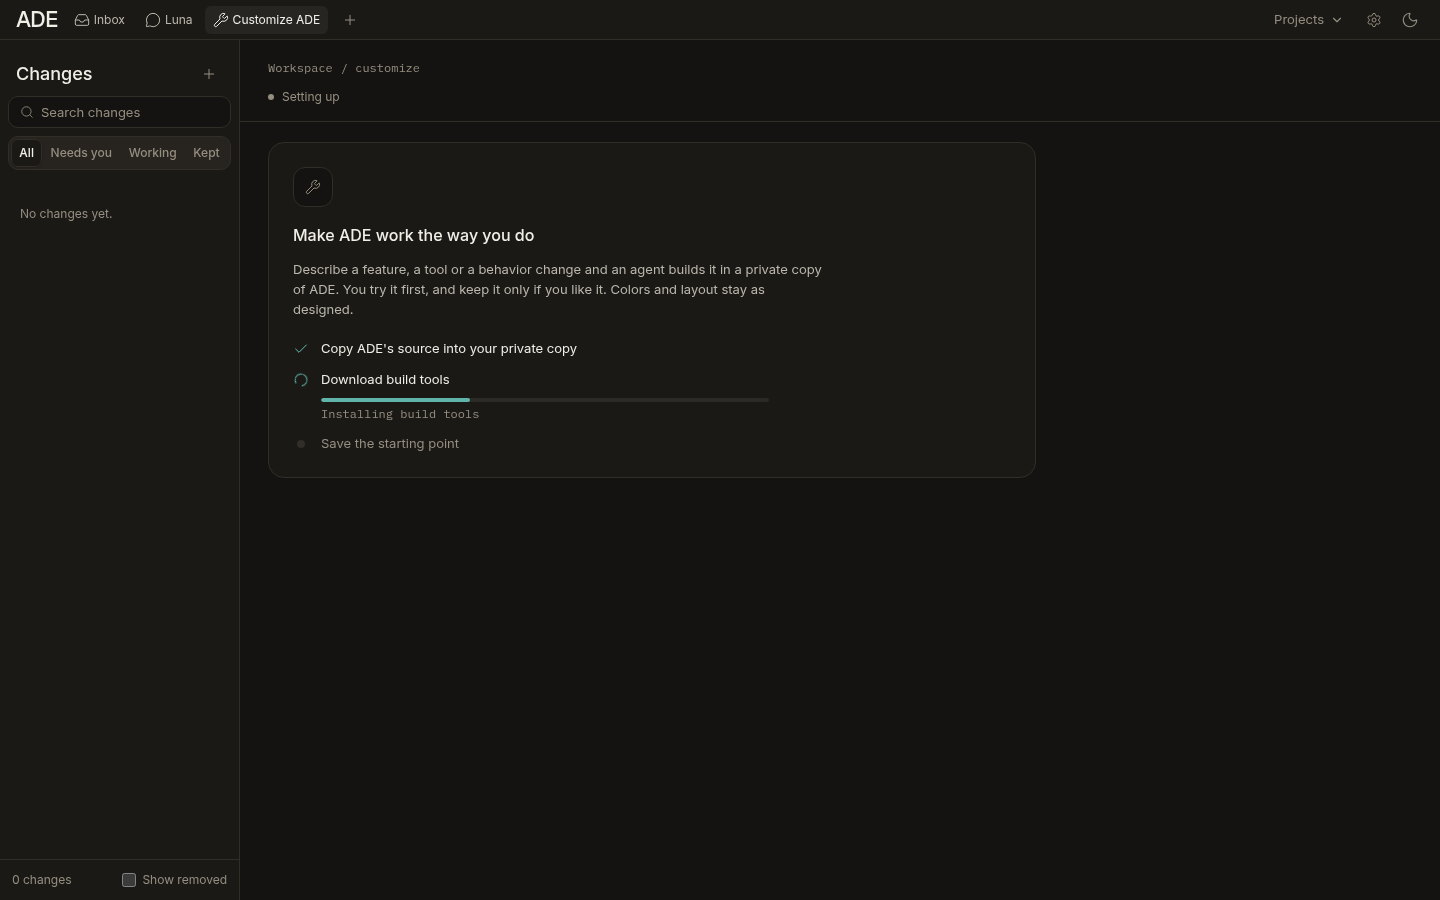 ADE
Inbox
Luna
Customize ADE
Projects
Changes
Search changes
All
Needs you
Working
Kept
No changes yet.
0 changes
Show removed
Workspace / customize
Setting up
Make ADE work the way you do
Describe a feature, a tool or a behavior change and an agent builds it in a private copy
of ADE. You try it first, and keep it only if you like it. Colors and layout stay as
designed.
Copy ADE's source into your private copy
Download build tools
Installing build tools
Save the starting point